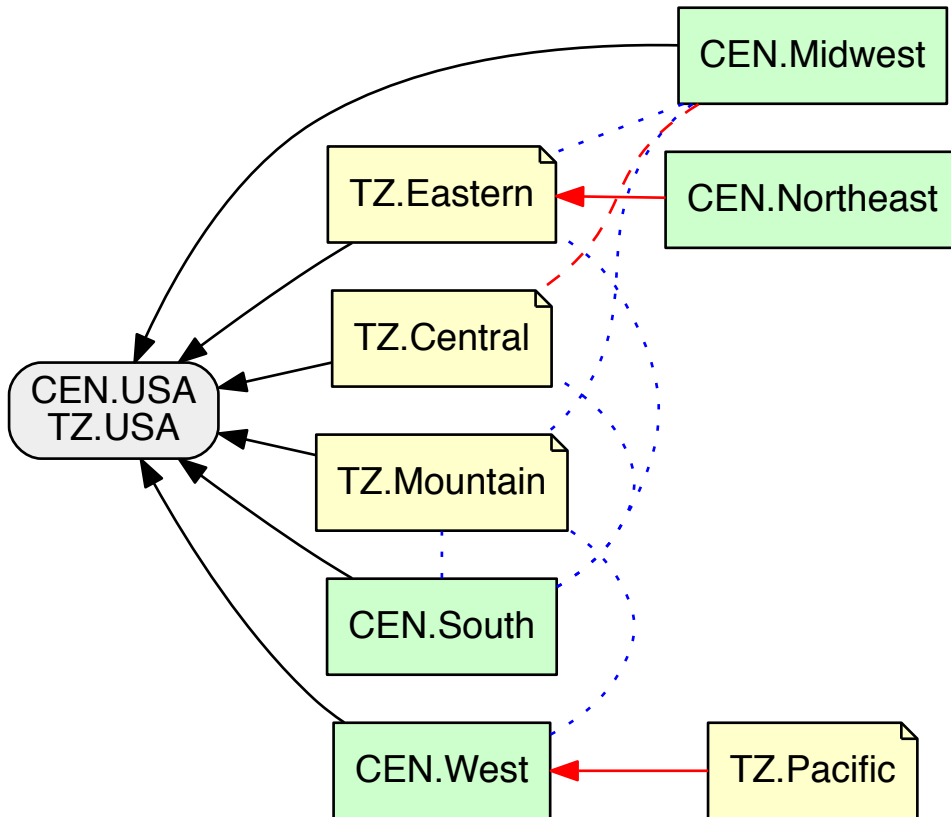 CEN.Midwest
TZ.Eastern
CEN.Northeast
TZ.Central
CEN.USA
TZ.USA
TZ.Mountain
CEN.South
CEN.West
TZ.Pacific